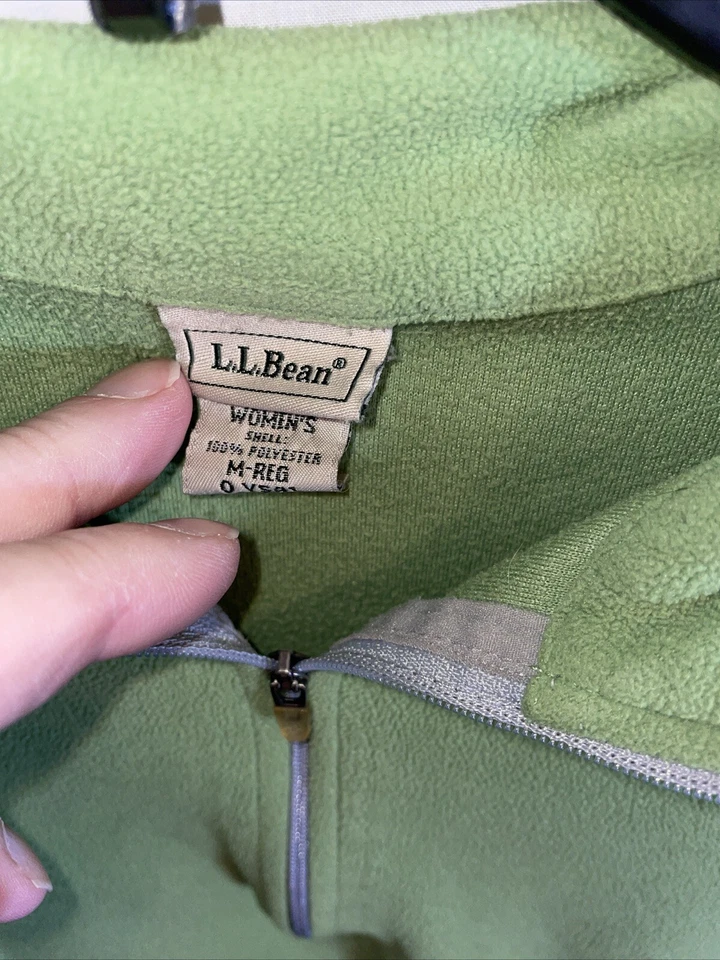 L.L.Bean®
WOMEN'S
SHELL:
100% POLYESTER
M-REG